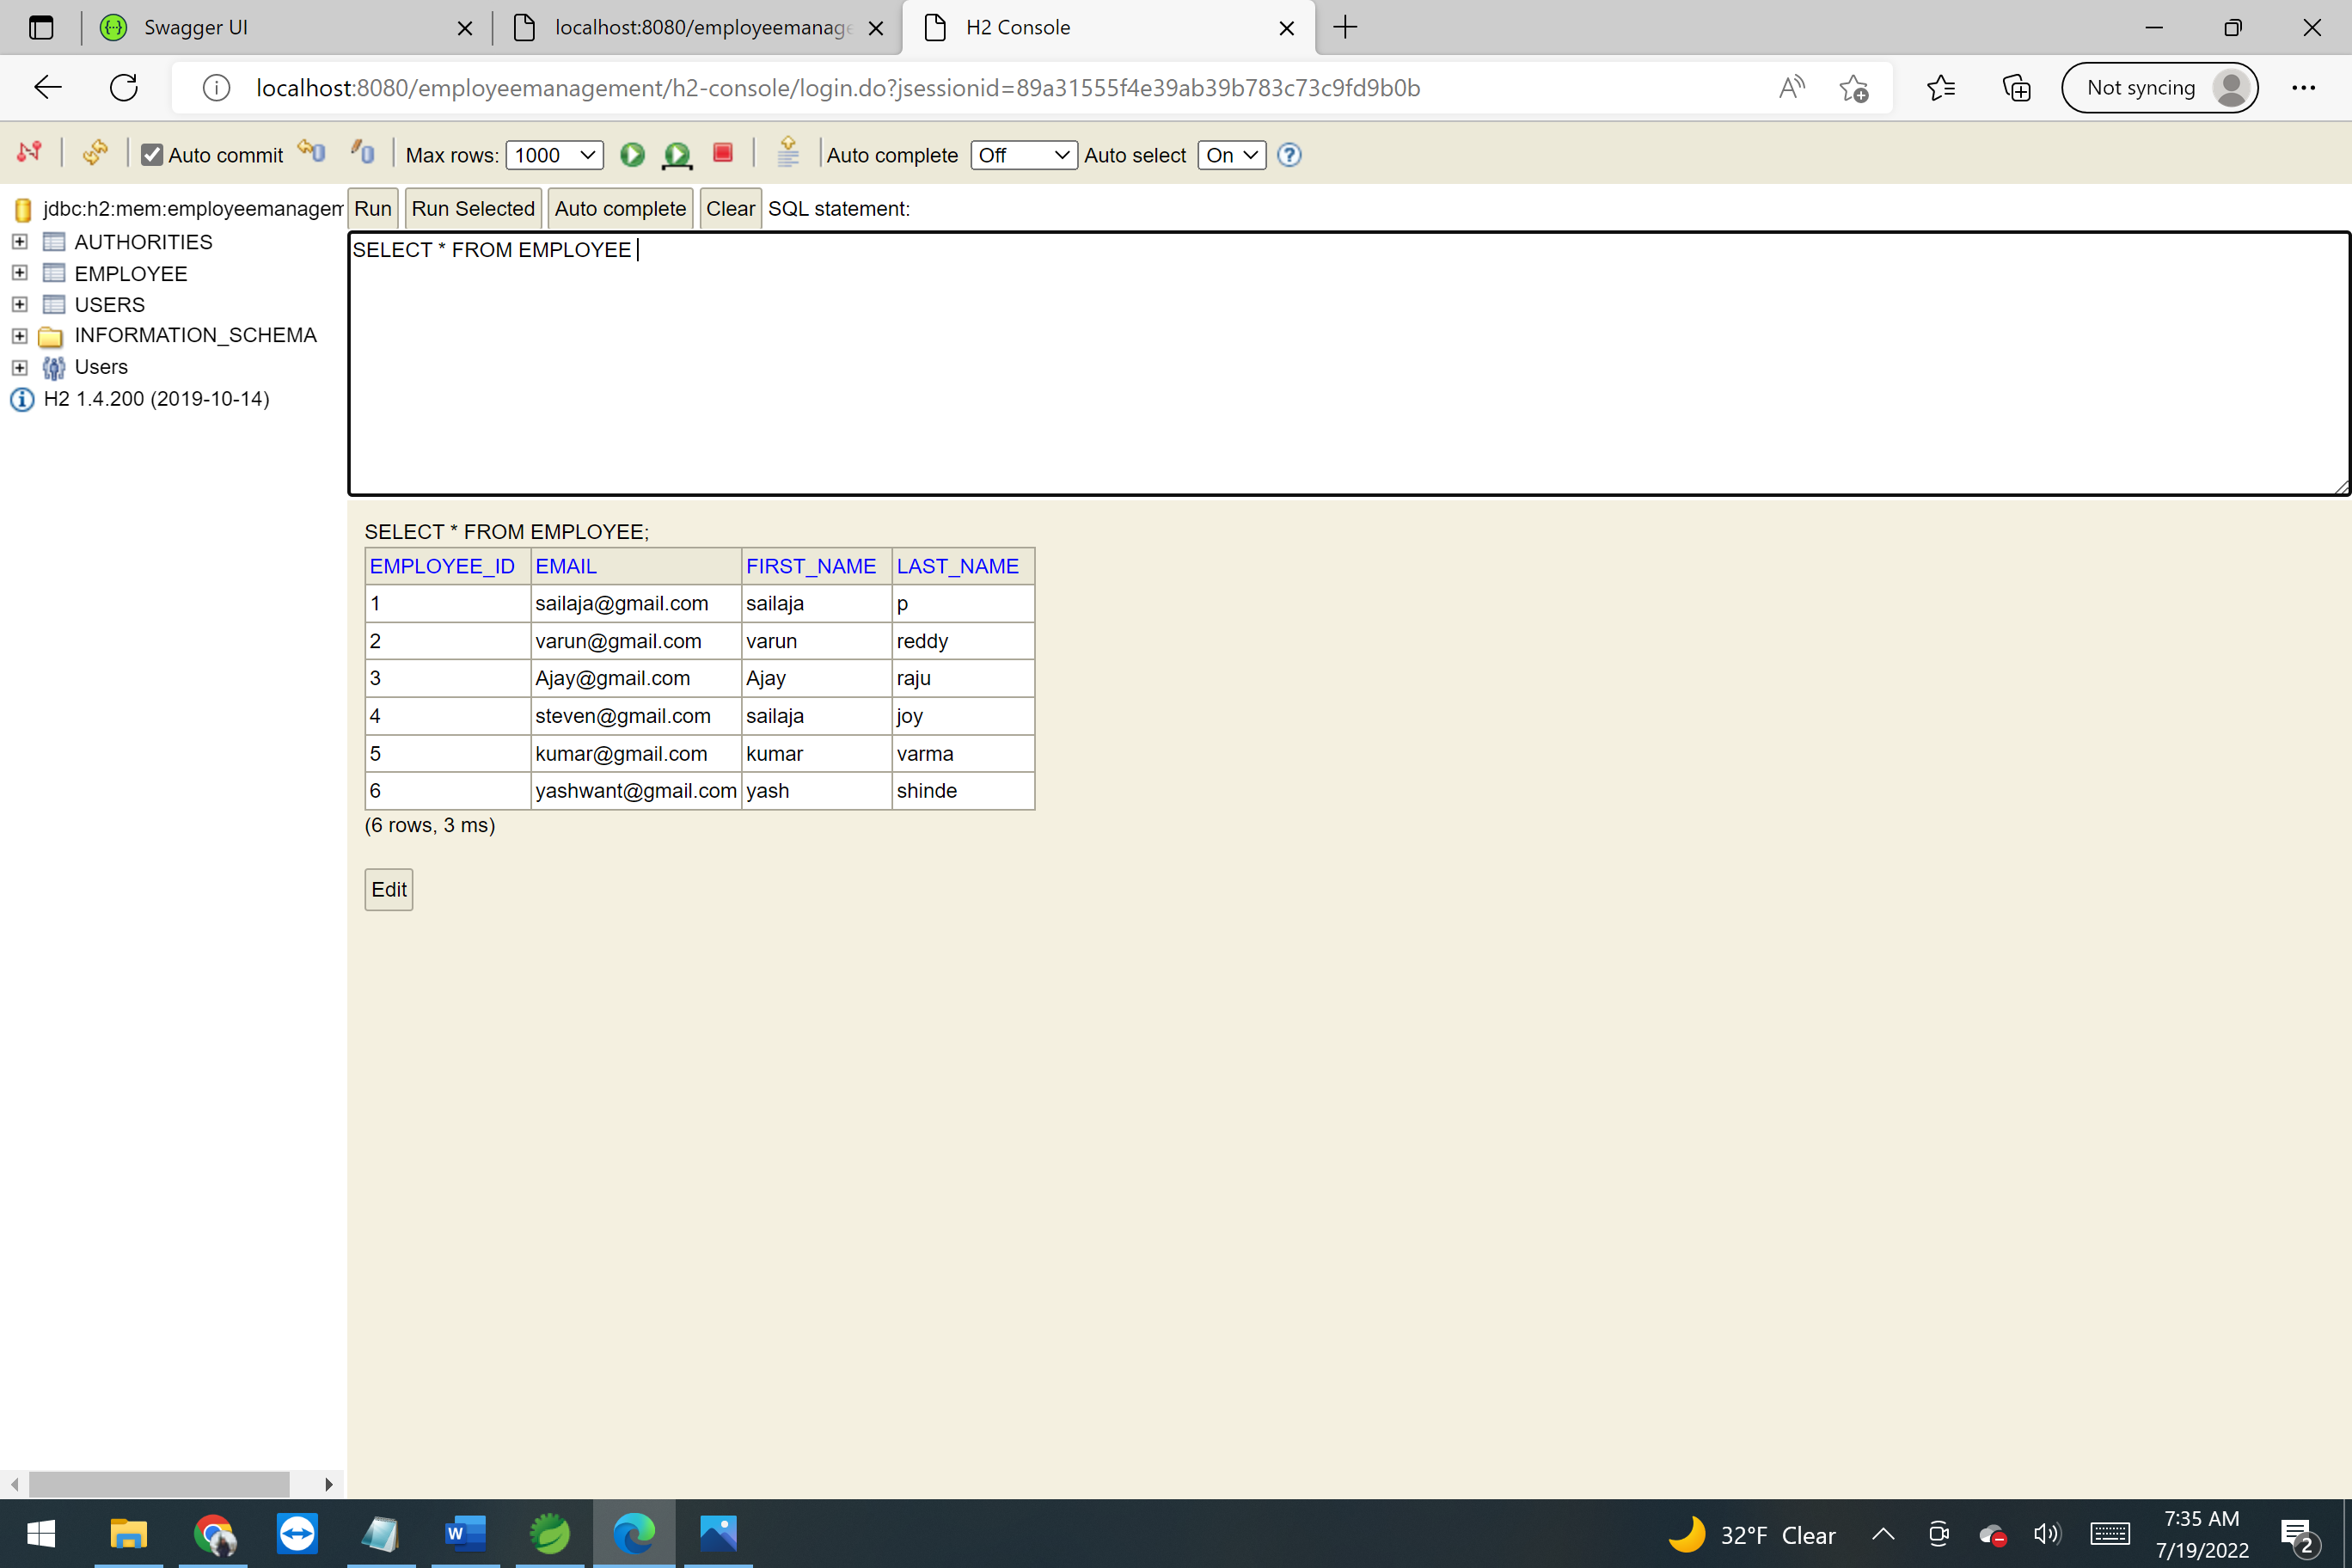 Swagger UI
localhost:8080/employeemanage
H2 Console
localhost:8080/employeemanagement/h2-console/login.do?jsessionid=89a31555f4e39ab39b783c73c9fd9b0b
Not syncing
Auto commit
Max rows: 1000
Auto complete Off
Auto select On
jdbc:h2:mem:employeemanagem
AUTHORITIES
EMPLOYEE
USERS
INFORMATION_SCHEMA
Users
H2 1.4.200 (2019-10-14)
Run Run Selected Auto complete Clear SQL statement:
SELECT * FROM EMPLOYEE
SELECT * FROM EMPLOYEE;
EMPLOYEE_ID EMAIL FIRST_NAME LAST_NAME
1 sailaja@gmail.com sailaja p
2 varun@gmail.com varun reddy
3 Ajay@gmail.com Ajay raju
4 steven@gmail.com sailaja joy
5 kumar@gmail.com kumar varma
6 yashwant@gmail.com yash shinde
(6 rows, 3 ms)
Edit
32°F Clear
7:35 AM
7/19/2022
2